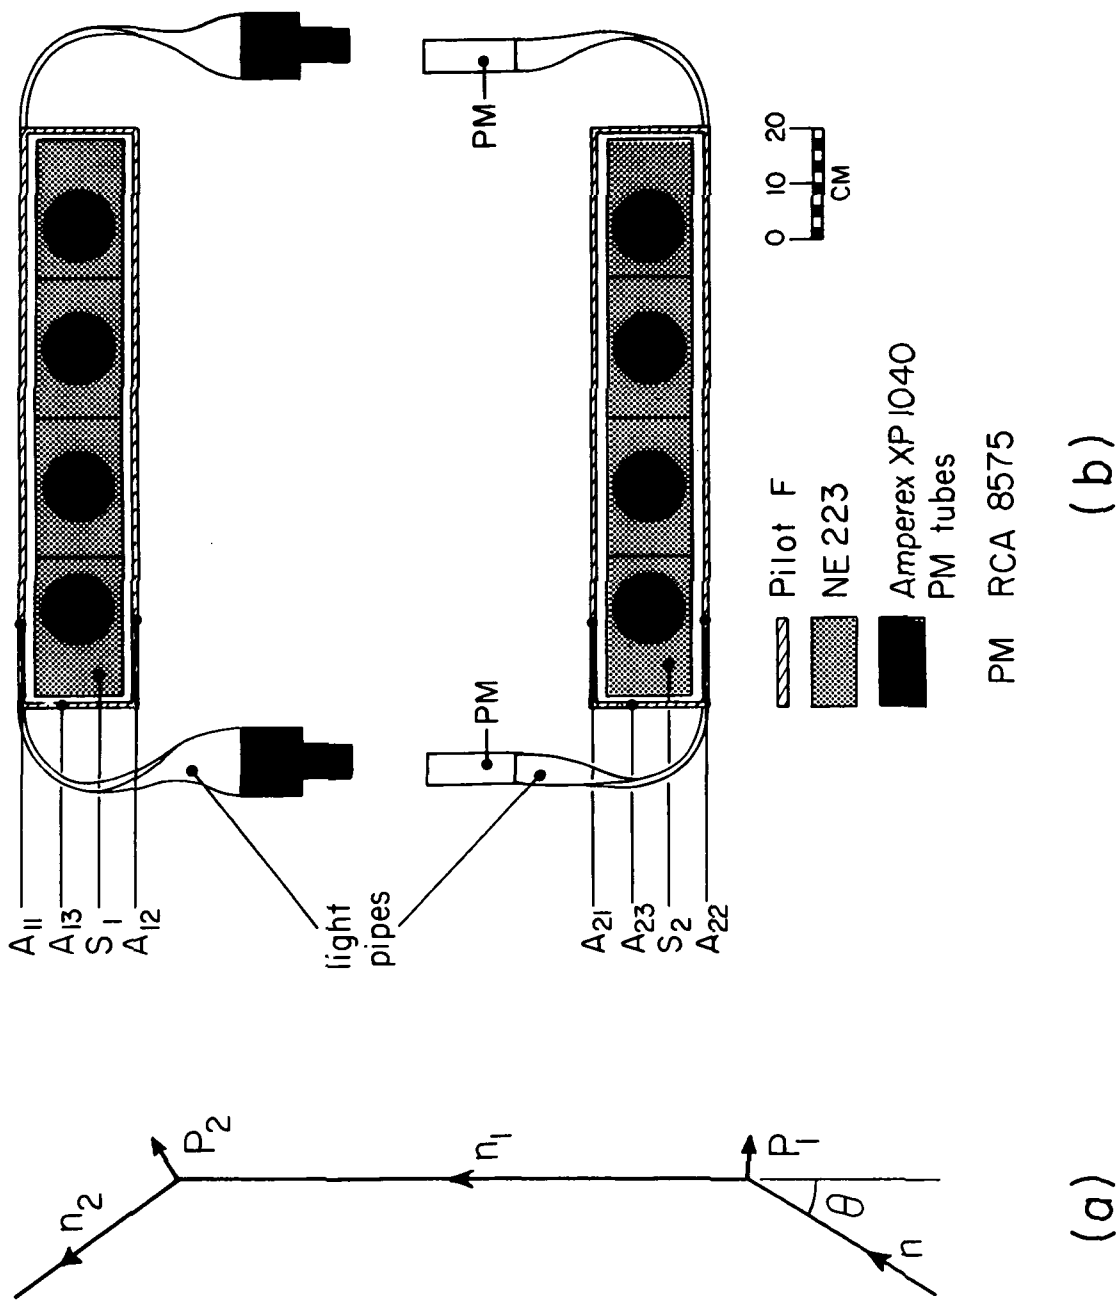 n₂
P₂
n₁
P₁
θ
n
(a)
A₁₁
A₁₃
S₁
A₁₂
light
pipes
PM
PM
A₂₁
A₂₃
S₂
A₂₂
0 10 20
CM
Pilot F
NE 223
Amperex XP 1040
PM tubes
PM RCA 8575
(b)